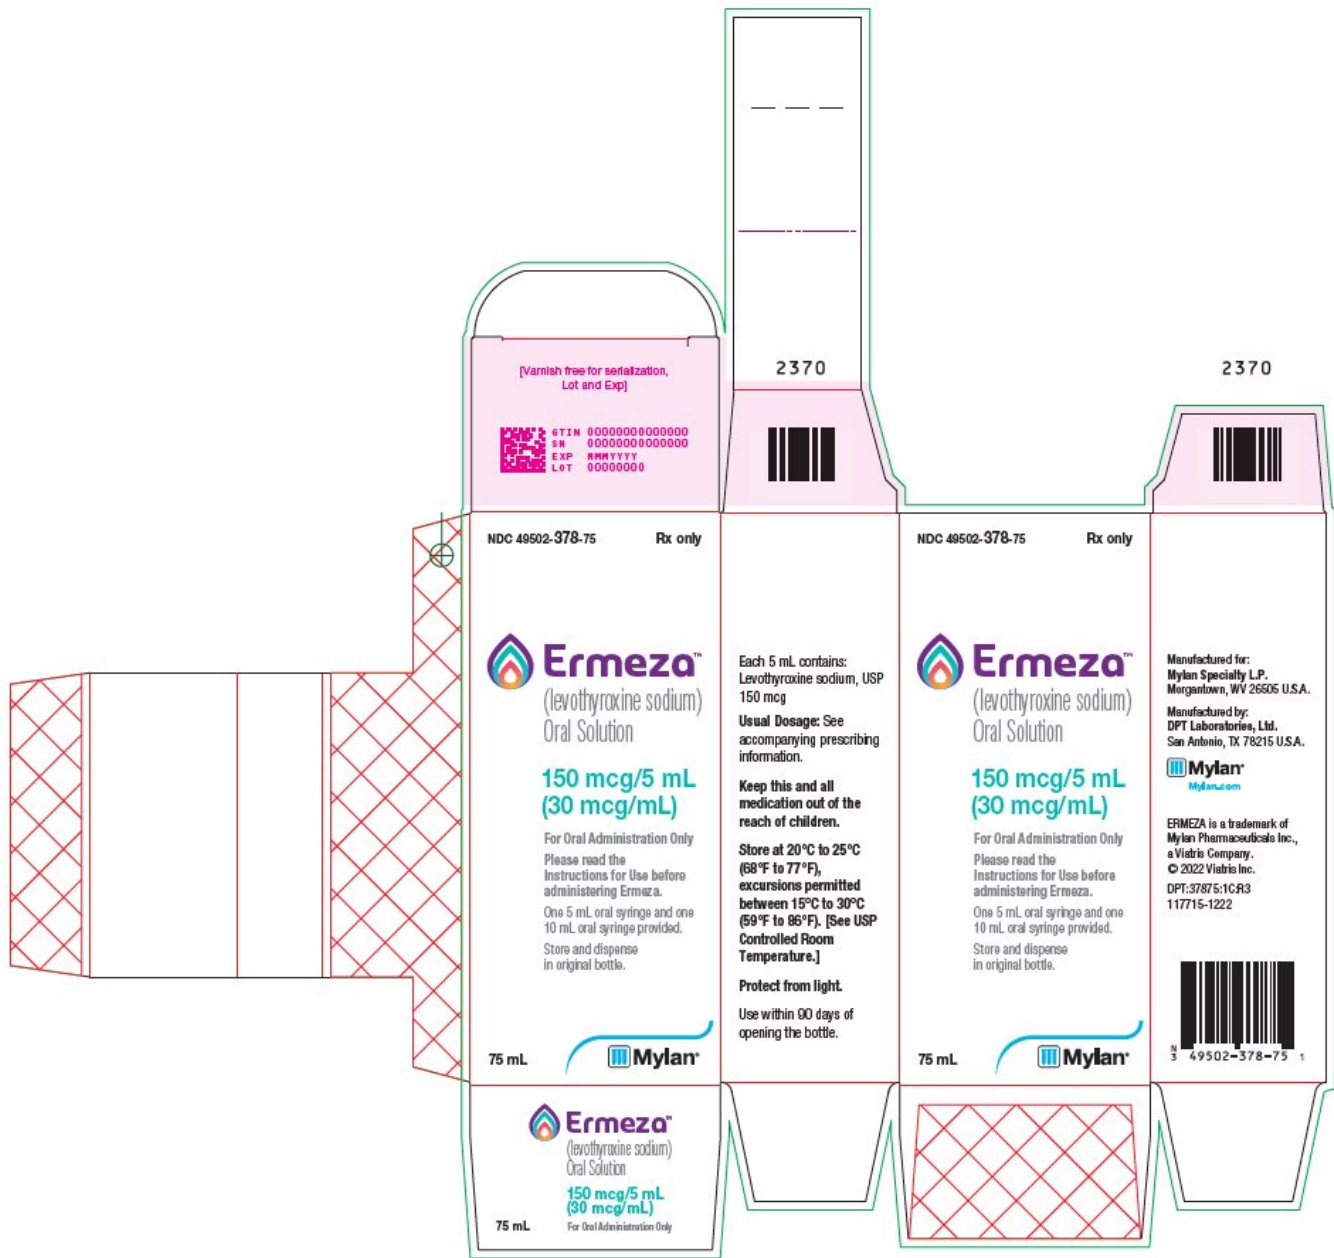 2370
2370
[Varnish free for serialization,
Lot and Exp]
GTIN 00000000000000
SN 00000000000000
EXP MMMYYYY
LOT 00000000
NDC 49502-378-75 Rx only
Ermeza™
(levothyroxine sodium)
Oral Solution
150 mcg/5 mL
(30 mcg/mL)
For Oral Administration Only
Please read the
Instructions for Use before
administering Ermeza.
One 5 mL oral syringe and one
10 mL oral syringe provided.
Store and dispense
in original bottle.
75 mL
Mylan®
Each 5 mL contains:
Levothyroxine sodium, USP
150 mcg
Usual Dosage: See
accompanying prescribing
information.
Keep this and all
medication out of the
reach of children.
Store at 20°C to 25°C
(68°F to 77°F),
excursions permitted
between 15°C to 30°C
(59°F to 86°F). [See USP
Controlled Room
Temperature.]
Protect from light.
Use within 90 days of
opening the bottle.
NDC 49502-378-75 Rx only
Ermeza™
(levothyroxine sodium)
Oral Solution
150 mcg/5 mL
(30 mcg/mL)
For Oral Administration Only
Please read the
Instructions for Use before
administering Ermeza.
One 5 mL oral syringe and one
10 mL oral syringe provided.
Store and dispense
in original bottle.
75 mL
Mylan®
Manufactured for:
Mylan Specialty L.P.
Morgantown, WV 26505 U.S.A.
Manufactured by:
DPT Laboratories, Ltd.
San Antonio, TX 78215 U.S.A.
Mylan®
Mylan.com
ERMEZA is a trademark of
Mylan Pharmaceuticals Inc.,
a Viatris Company.
© 2022 Viatris Inc.
DPT:37875:1C:R3
117715-1222
N
3 49502-378-75 1
Ermeza™
(levothyroxine sodium)
Oral Solution
150 mcg/5 mL
(30 mcg/mL)
75 mL
For Oral Administration Only